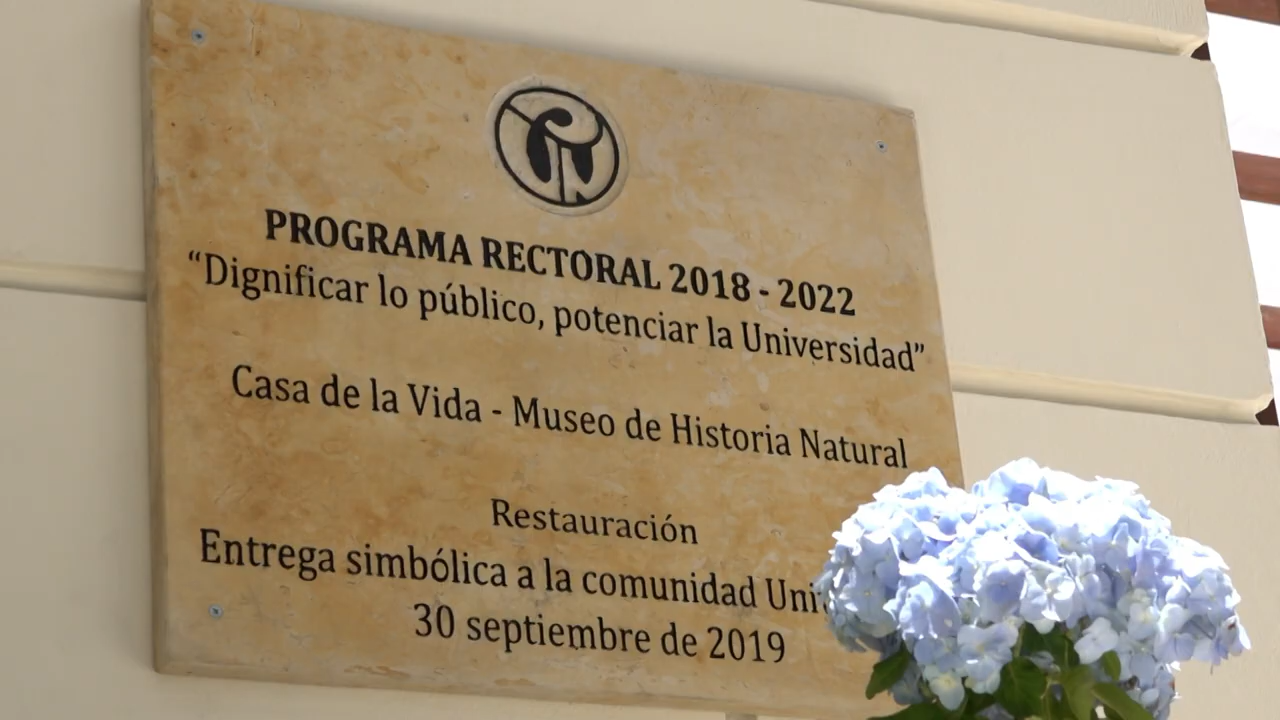 PROGRAMA RECTORAL 2018 - 2022
“Dignificar lo público, potenciar la Universidad”
Casa de la Vida - Museo de Historia Natural
Restauración
Entrega simbólica a la comunidad
30 septiembre de 2019